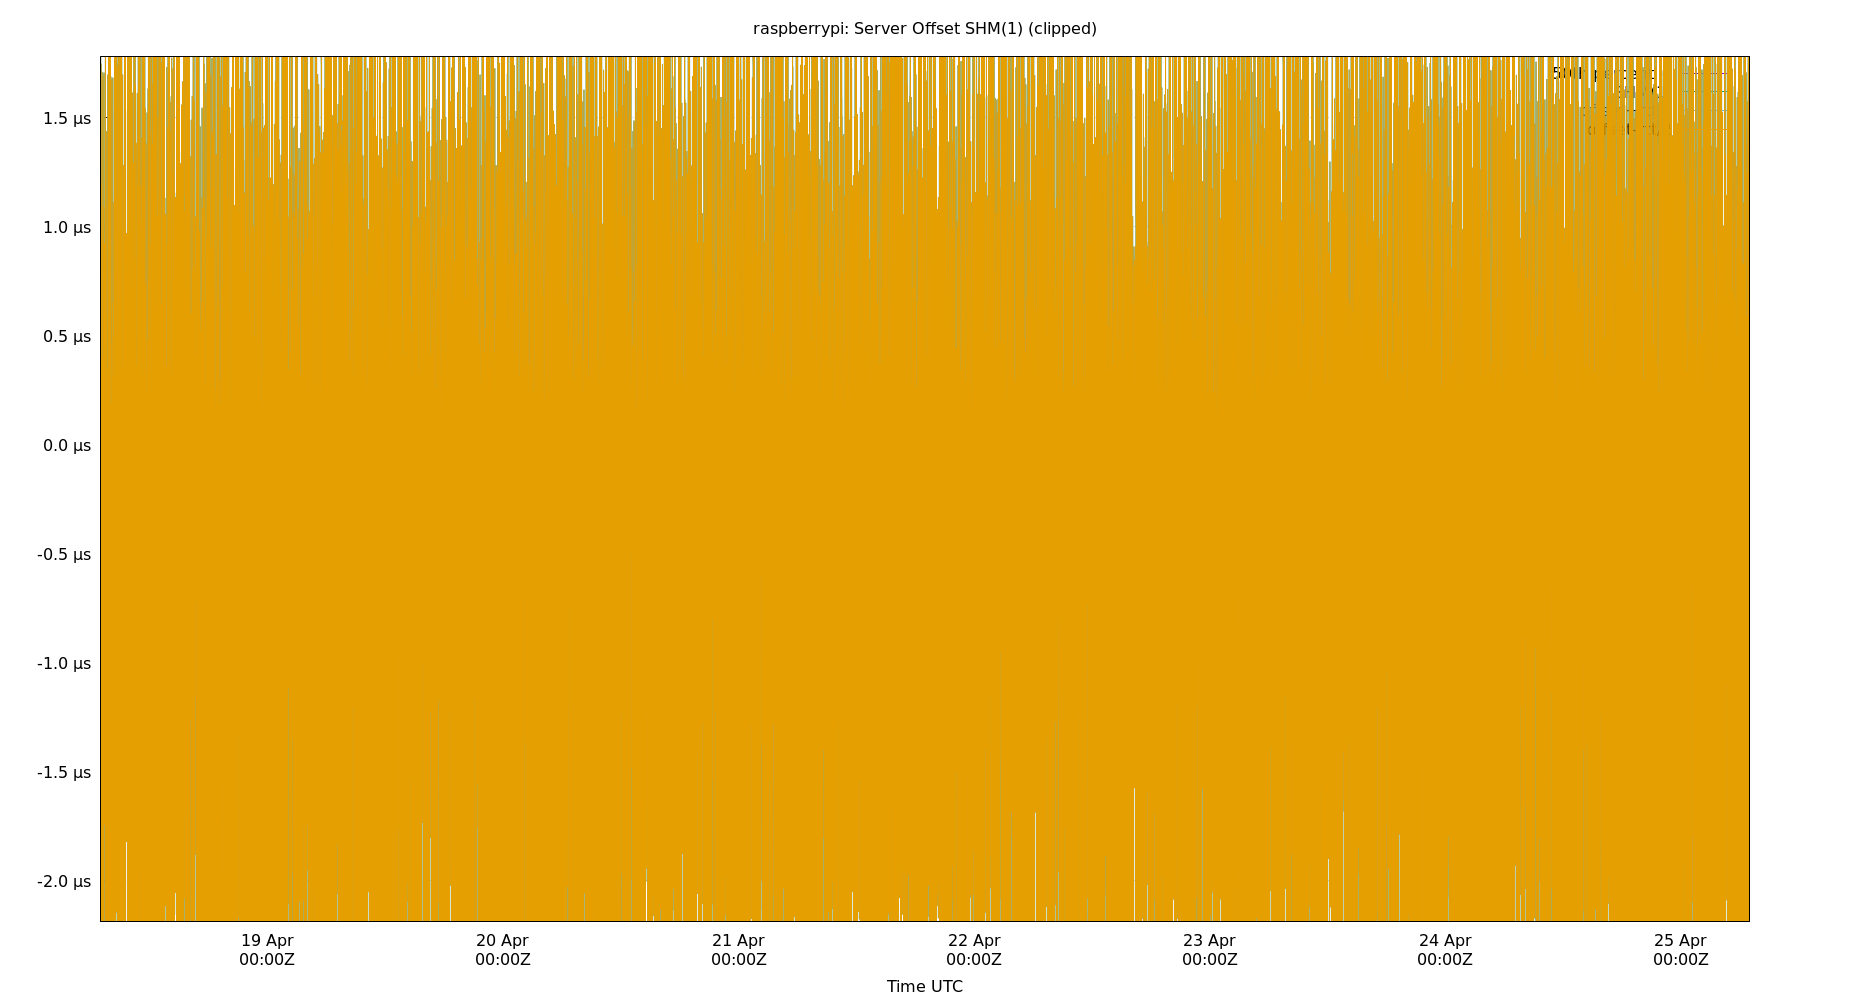 raspberrypi: Server Offset SHM(1) (clipped)
1.5 µs
1.0 µs
0.5 µs
0.0 µs
-0.5 µs
-1.0 µs
-1.5 µs
-2.0 µs
19 Apr
00:00Z
20 Apr
00:00Z
21 Apr
00:00Z
22 Apr
00:00Z
23 Apr
00:00Z
24 Apr
00:00Z
25 Apr
00:00Z
Time UTC